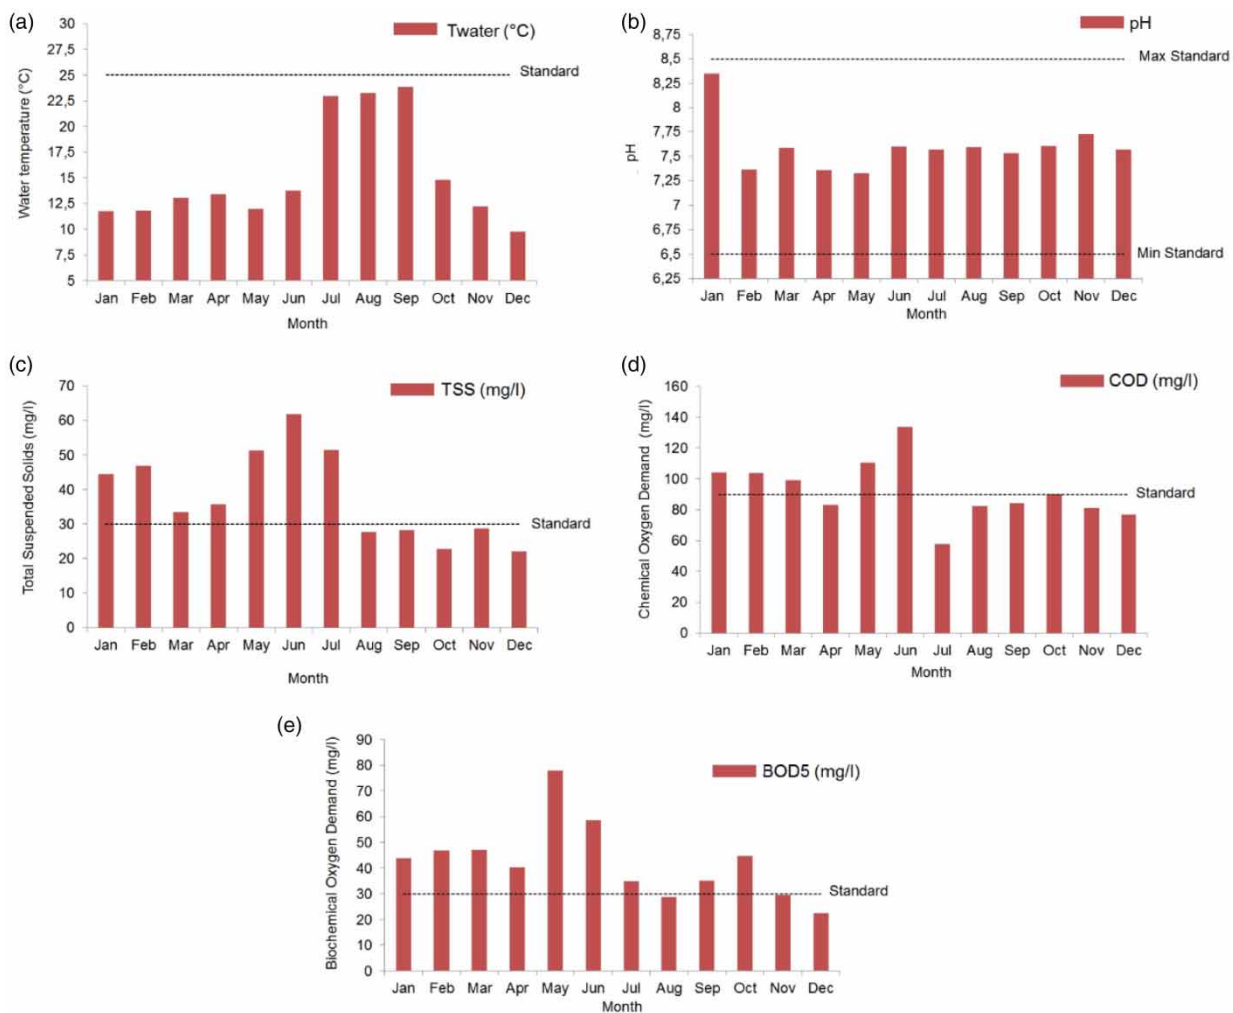 (a)
Twater (°C)
Water temperature (°C)
30
27,5
25
22,5
20
17,5
15
12,5
10
7,5
5
Standard
Jan Feb Mar Apr May Jun Jul Aug Sep Oct Nov Dec
Month
(b)
pH
pH
8,75
8,5
8,25
8
7,75
7,5
7,25
7
6,75
6,5
6,25
Max Standard
Min Standard
Jan Feb Mar Apr May Jun Jul Aug Sep Oct Nov Dec
Month
(c)
TSS (mg/l)
Total Suspended Solids (mg/l)
70
60
50
40
30
20
10
0
Standard
Jan Feb Mar Apr May Jun Jul Aug Sep Oct Nov Dec
Month
(d)
COD (mg/l)
Chemical Oxygen Demand (mg/l)
160
140
120
100
80
60
40
20
0
Standard
Jan Feb Mar Apr May Jun Jul Aug Sep Oct Nov Dec
Month
(e)
BOD5 (mg/l)
Biochemical Oxygen Demand (mg/l)
90
80
70
60
50
40
30
20
10
0
Standard
Jan Feb Mar Apr May Jun Jul Aug Sep Oct Nov Dec
Month